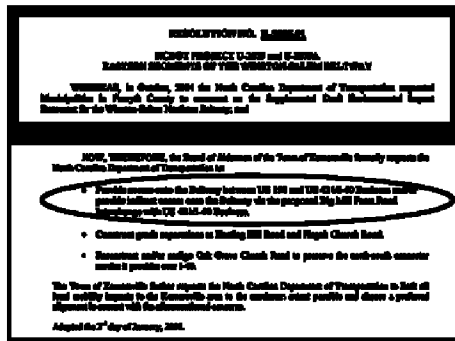 RESOLUTION NO.
NCDOT PROJECT U-2579 and U-2579A
EASTERN SEGMENTS OF THE WINSTON-SALEM BELTWAY
WHEREAS, in October, 2004 the North Carolina Department of Transportation requested
Municipalities in Forsyth County to comment on the Supplemental Draft Environmental Impact
Statement for the Winston-Salem Northern Beltway; and
NOW, THEREFORE, the Board of Aldermen of the Town of Kernersville formally requests the
North Carolina Department of Transportation to:
• Provide access onto the Beltway between US 158 and US 421/I-40 Business and/or
provide indirect access onto the Beltway via the proposed Big Mill Farm Road
Interchange with US 421/I-40 Business.
• Construct grade separations at Hastings Hill Road and Church Road.
• Reconstruct and/or realign Oak Grove Church Road to preserve the north-south connector
service it provides over I-40.
The Town of Kernersville further requests the North Carolina Department of Transportation to limit all
local mobility impacts to the Kernersville area to the maximum extent possible and choose a preferred
alignment in accord with the aforementioned concerns.
Adopted the day of January, 2005.